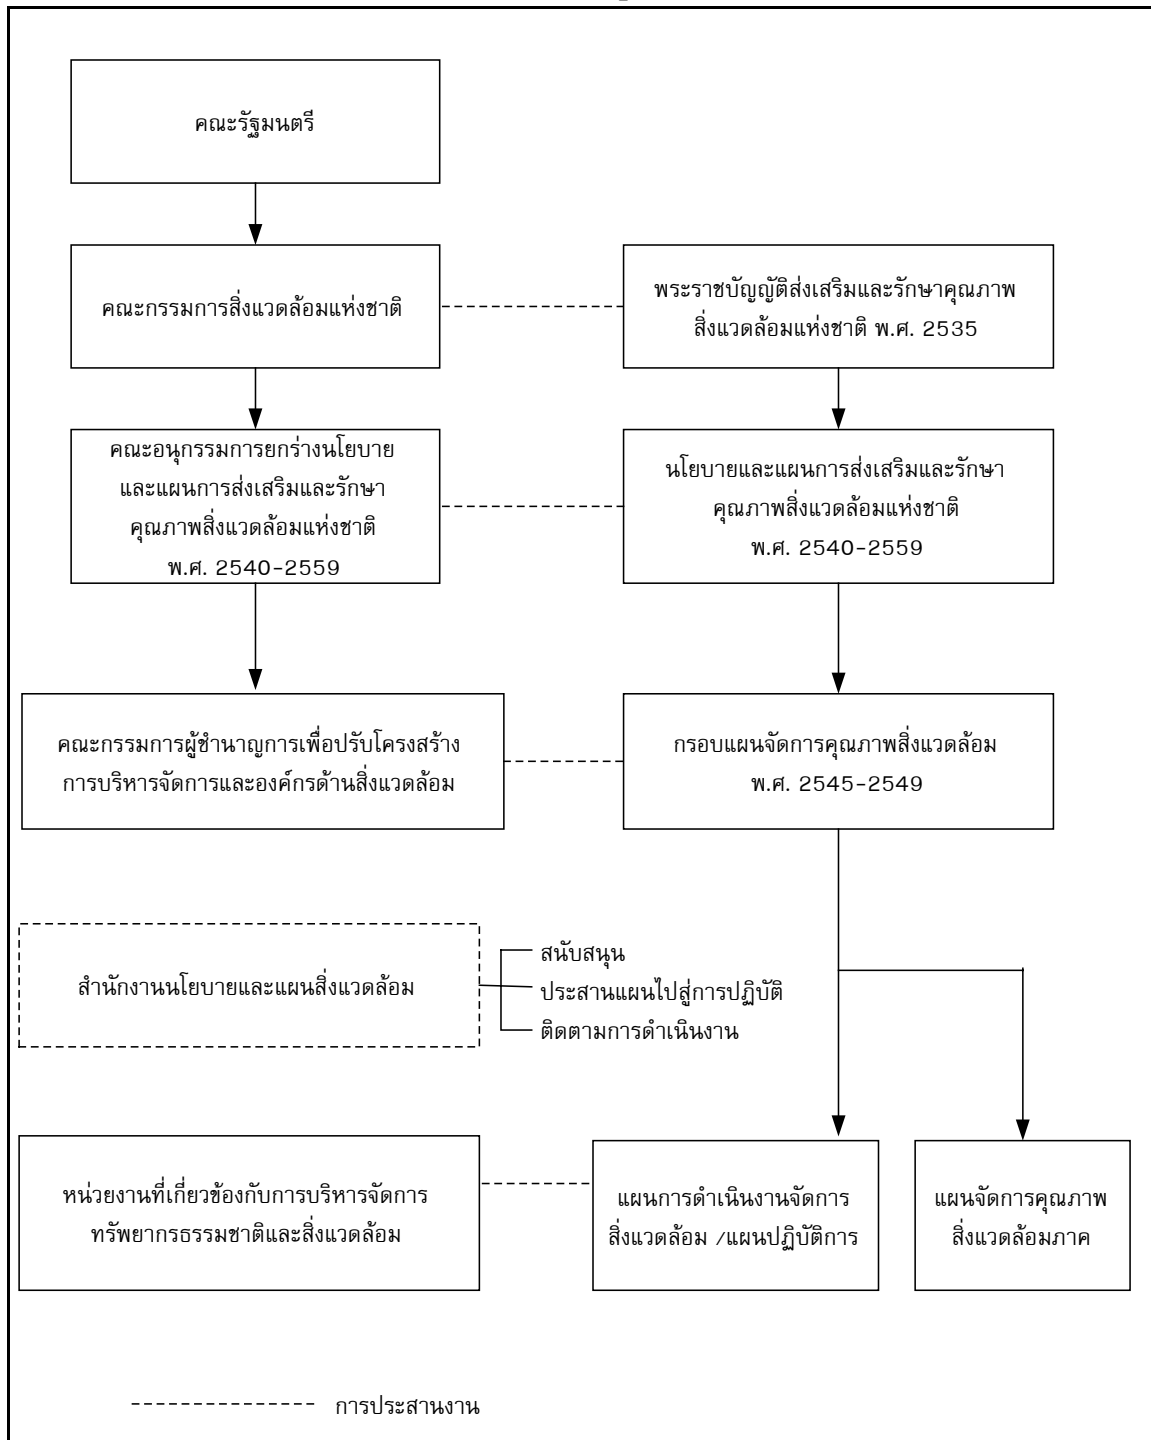 คณะรัฐมนตรี
คณะกรรมการสิ่งแวดล้อมแห่งชาติ
พระราชบัญญัติส่งเสริมและรักษาคุณภาพ
สิ่งแวดล้อมแห่งชาติ พ.ศ. 2535
คณะอนุกรรมการยกร่างนโยบาย
และแผนการส่งเสริมและรักษา
คุณภาพสิ่งแวดล้อมแห่งชาติ
พ.ศ. 2540-2559
นโยบายและแผนการส่งเสริมและรักษา
คุณภาพสิ่งแวดล้อมแห่งชาติ
พ.ศ. 2540-2559
คณะกรรมการผู้ชำนาญการเพื่อปรับโครงสร้าง
การบริหารจัดการและองค์กรด้านสิ่งแวดล้อม
กรอบแผนจัดการคุณภาพสิ่งแวดล้อม
พ.ศ. 2545-2549
สำนักงานนโยบายและแผนสิ่งแวดล้อม
สนับสนุน
ประสานแผนไปสู่การปฏิบัติ
ติดตามการดำเนินงาน
หน่วยงานที่เกี่ยวข้องกับการบริหารจัดการ
ทรัพยากรธรรมชาติและสิ่งแวดล้อม
แผนการดำเนินงานจัดการ
สิ่งแวดล้อม /แผนปฏิบัติการ
แผนจัดการคุณภาพ
สิ่งแวดล้อมภาค
การประสานงาน